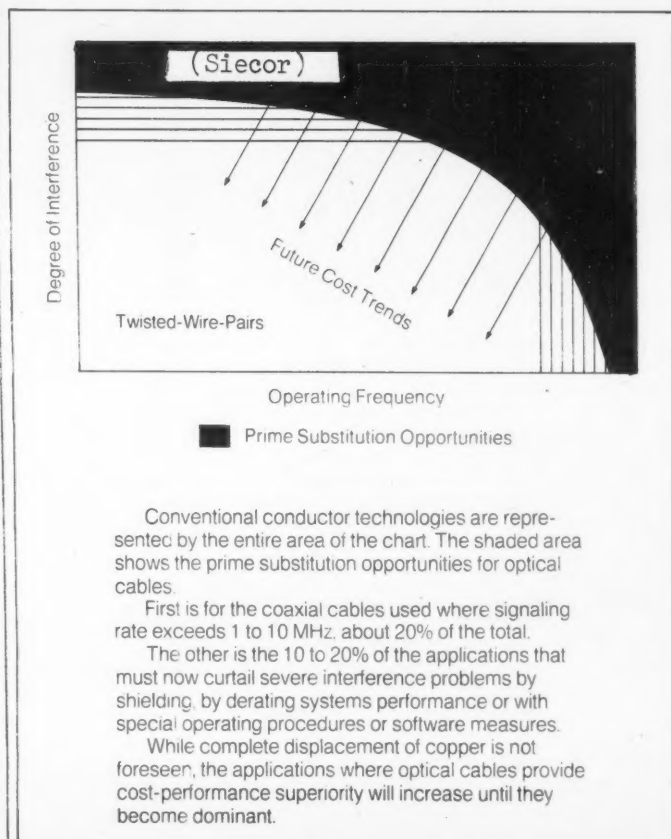 (Siecor)
Degree of Interference
Future Cost Trends
Twisted-Wire-Pairs
Operating Frequency
Prime Substitution Opportunities
Conventional conductor technologies are repre-
sented by the entire area of the chart. The shaded area
shows the prime substitution opportunities for optical
cables.
First is for the coaxial cables used where signaling
rate exceeds 1 to 10 MHz, about 20% of the total.
The other is the 10 to 20% of the applications that
must now curtail severe interference problems by
shielding, by derating systems performance or with
special operating procedures or software measures.
While complete displacement of copper is not
foreseen, the applications where optical cables provide
cost-performance superiority will increase until they
become dominant.